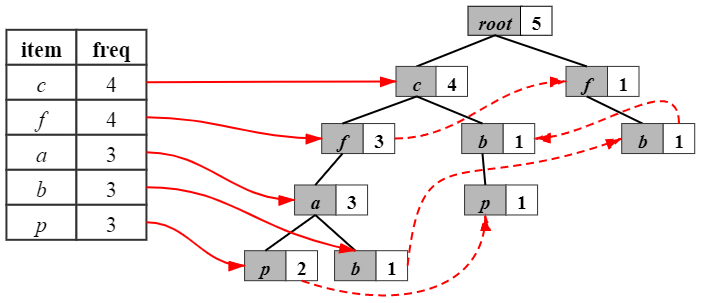 root 5
item freq
c 4
f 4
a 3
b 3
p 3
c 4
f 1
f 3
b 1
b 1
a 3
p 1
p 2
b 1